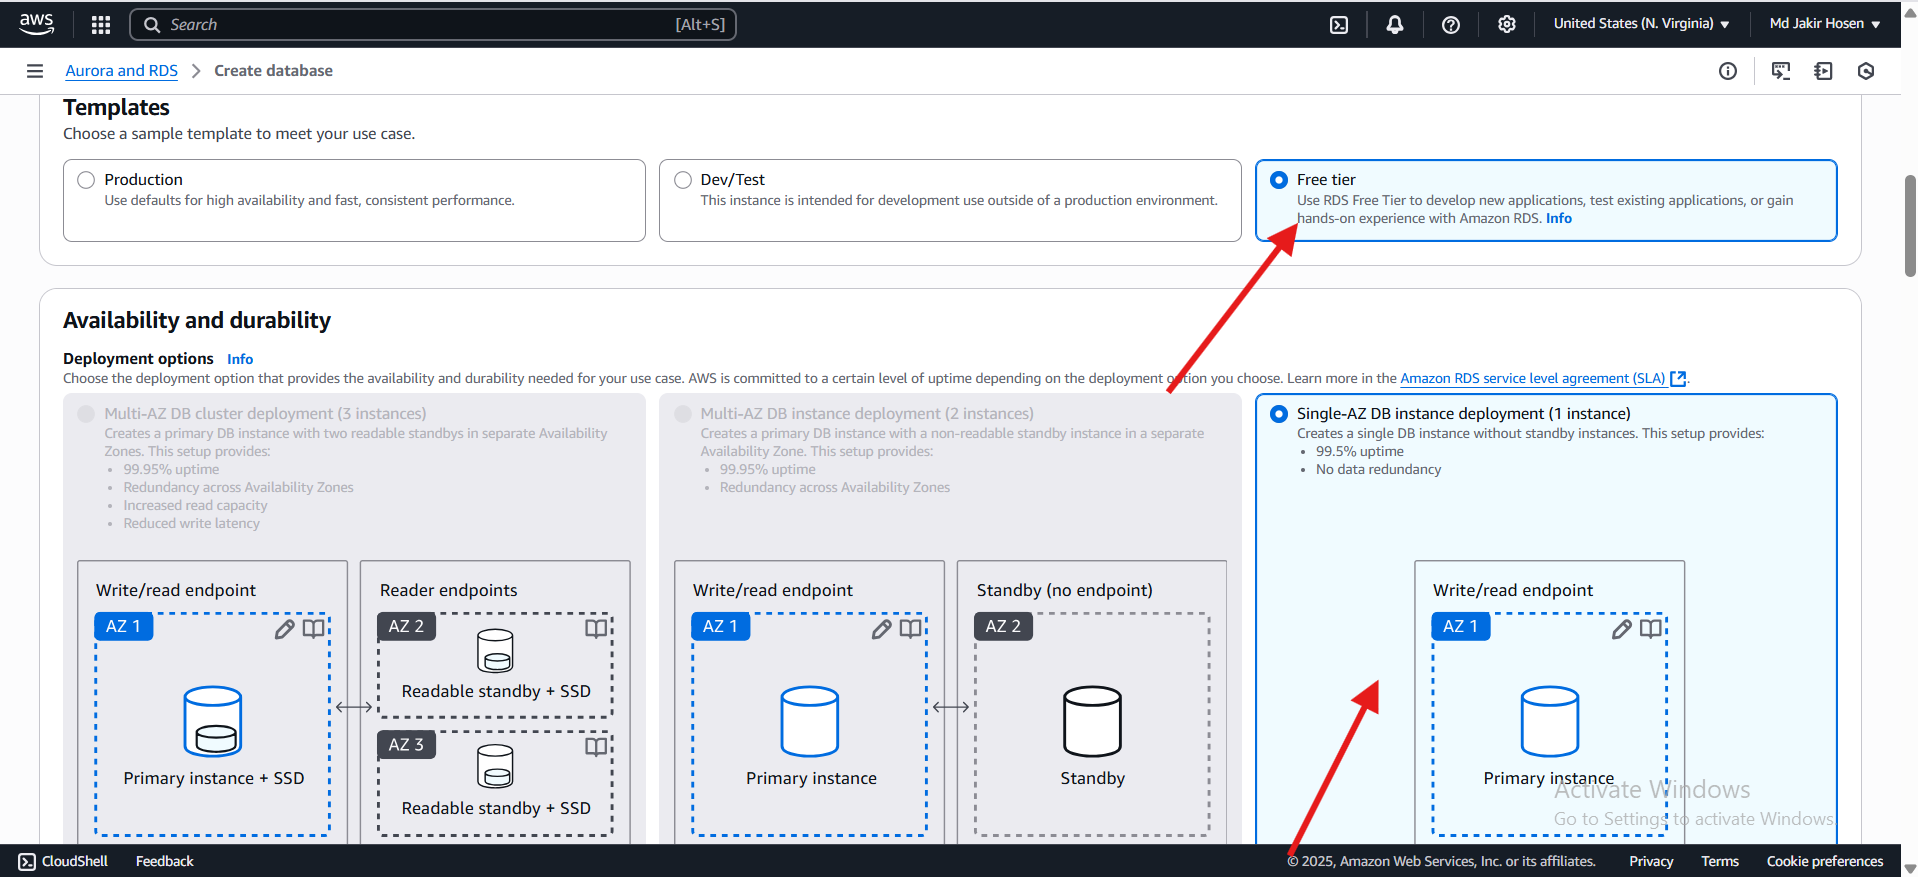 aws
Search
[Alt+S]
United States (N. Virginia)
Md Jakir Hosen
Aurora and RDS
Create database
Templates
Choose a sample template to meet your use case.
Production
Use defaults for high availability and fast, consistent performance.
Dev/Test
This instance is intended for development use outside of a production environment.
Free tier
Use RDS Free Tier to develop new applications, test existing applications, or gain
hands-on experience with Amazon RDS. Info
Availability and durability
Deployment options Info
Choose the deployment option that provides the availability and durability needed for your use case. AWS is committed to a certain level of uptime depending on the deployment option you choose. Learn more in the Amazon RDS service level agreement (SLA).
Multi-AZ DB cluster deployment (3 instances)
Creates a primary DB instance with two readable standbys in separate Availability
Zones. This setup provides:
• 99.95% uptime
• Redundancy across Availability Zones
• Increased read capacity
• Reduced write latency
Write/read endpoint
AZ 1
Primary instance + SSD
Reader endpoints
AZ 2
Readable standby + SSD
AZ 3
Readable standby + SSD
Multi-AZ DB instance deployment (2 instances)
Creates a primary DB instance with a non-readable standby instance in a separate
Availability Zone. This setup provides:
• 99.95% uptime
• Redundancy across Availability Zones
Write/read endpoint
AZ 1
Primary instance
Standby (no endpoint)
AZ 2
Standby
Single-AZ DB instance deployment (1 instance)
Creates a single DB instance without standby instances. This setup provides:
• 99.5% uptime
• No data redundancy
Write/read endpoint
AZ 1
Primary instance
Activate Windows
Go to Settings to activate Windows.
CloudShell
Feedback
© 2025, Amazon Web Services, Inc. or its affiliates.
Privacy
Terms
Cookie preferences